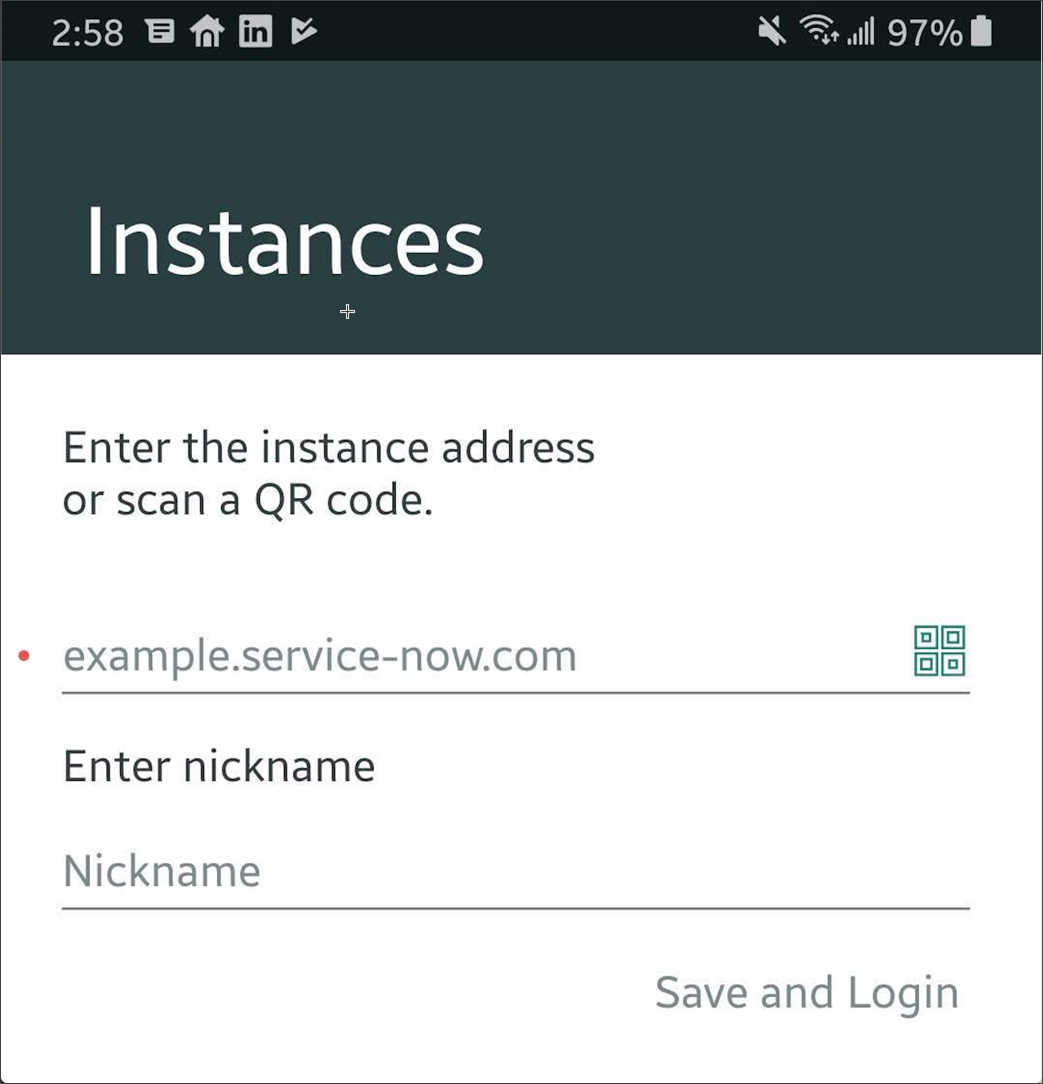 2:58 in 97%
Instances
Enter the instance address
or scan a QR code.
example.service-now.com
Enter nickname
Nickname
Save and Login